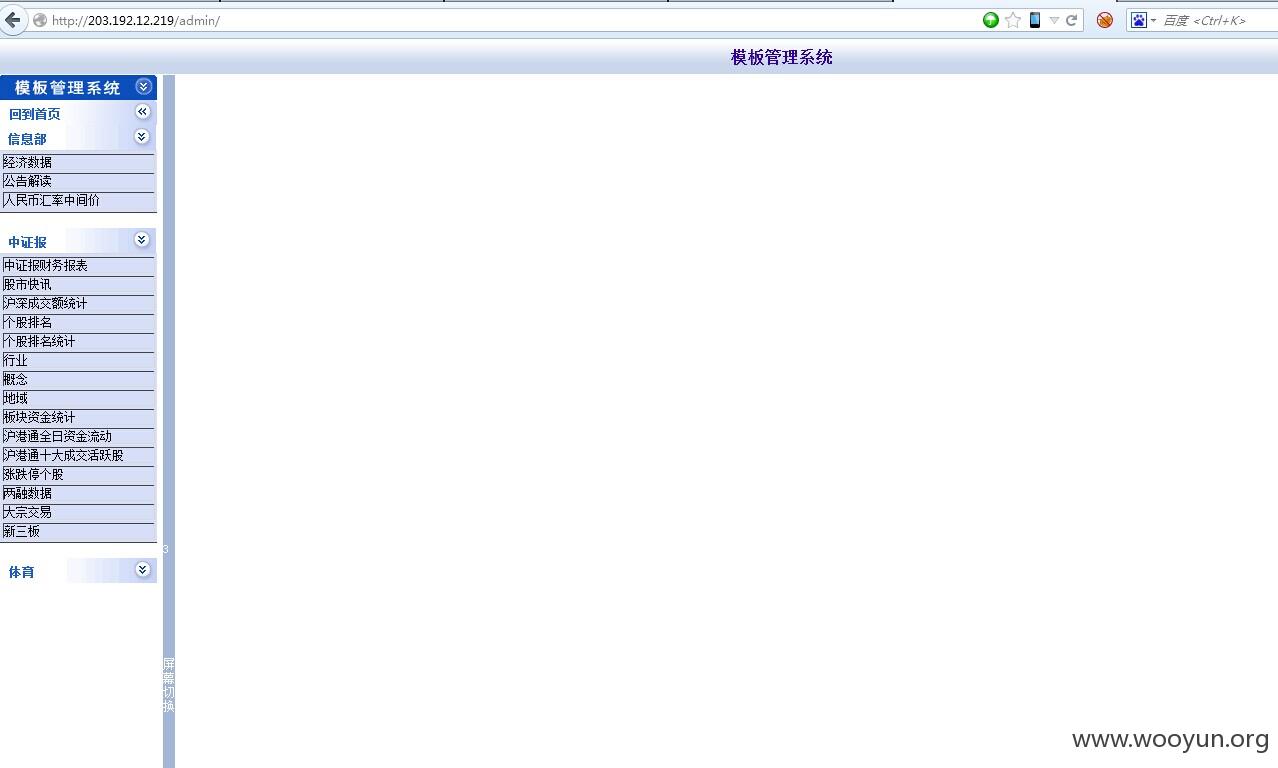 http://203.192.12.219/admin/
百度 <Ctrl+K>
模板管理系统
模板管理系统
回到首页
信息部
经济数据
公告解读
人民币汇率中间价
中证报
中证报财务报表
股市快讯
沪深成交额统计
个股排名
个股排名统计
行业
概念
地域
板块资金统计
沪港通全日资金流动
沪港通十大成交活跃股
涨跌停个股
两融数据
大宗交易
新三板
3
体育
屏幕切换
www.wooyun.org